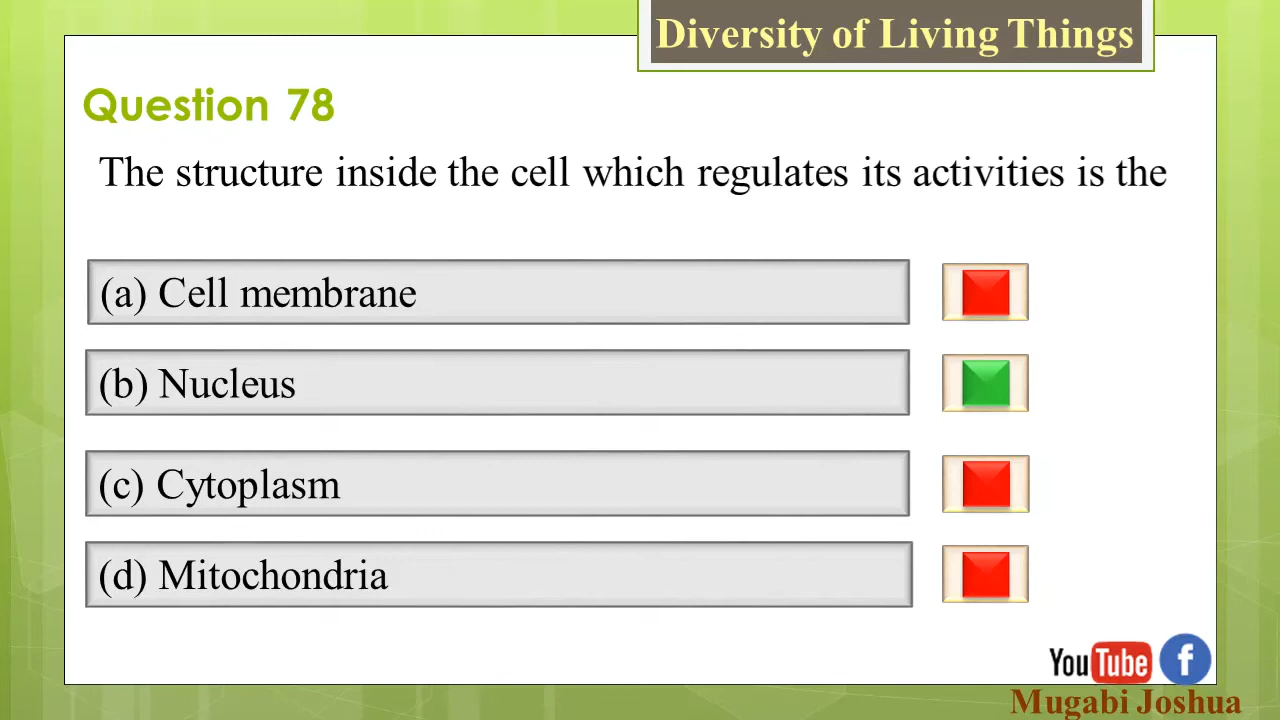 Diversity of Living Things
Question 78
The structure inside the cell which regulates its activities is the
(a) Cell membrane
(b) Nucleus
(c) Cytoplasm
(d) Mitochondria
YouTube f
Mugabi Joshua